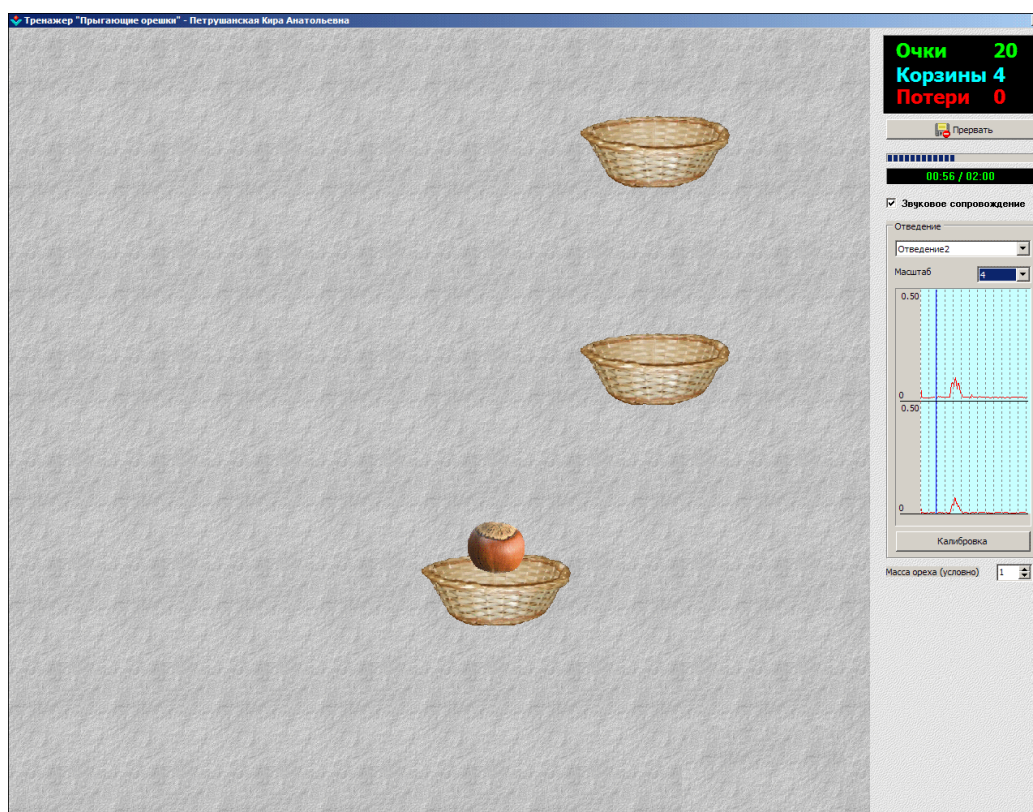 Тренажер "Прыгающие орешки" - Петрушанская Кира Анатольевна
Очки 20
Корзины 4
Потери 0
Прервать
00:56 / 02:00
Звуковое сопровождение
Отведение
Отведение2
Масштаб 4
0.50
0
0.50
0
Калибровка
Масса ореха (условно) 1